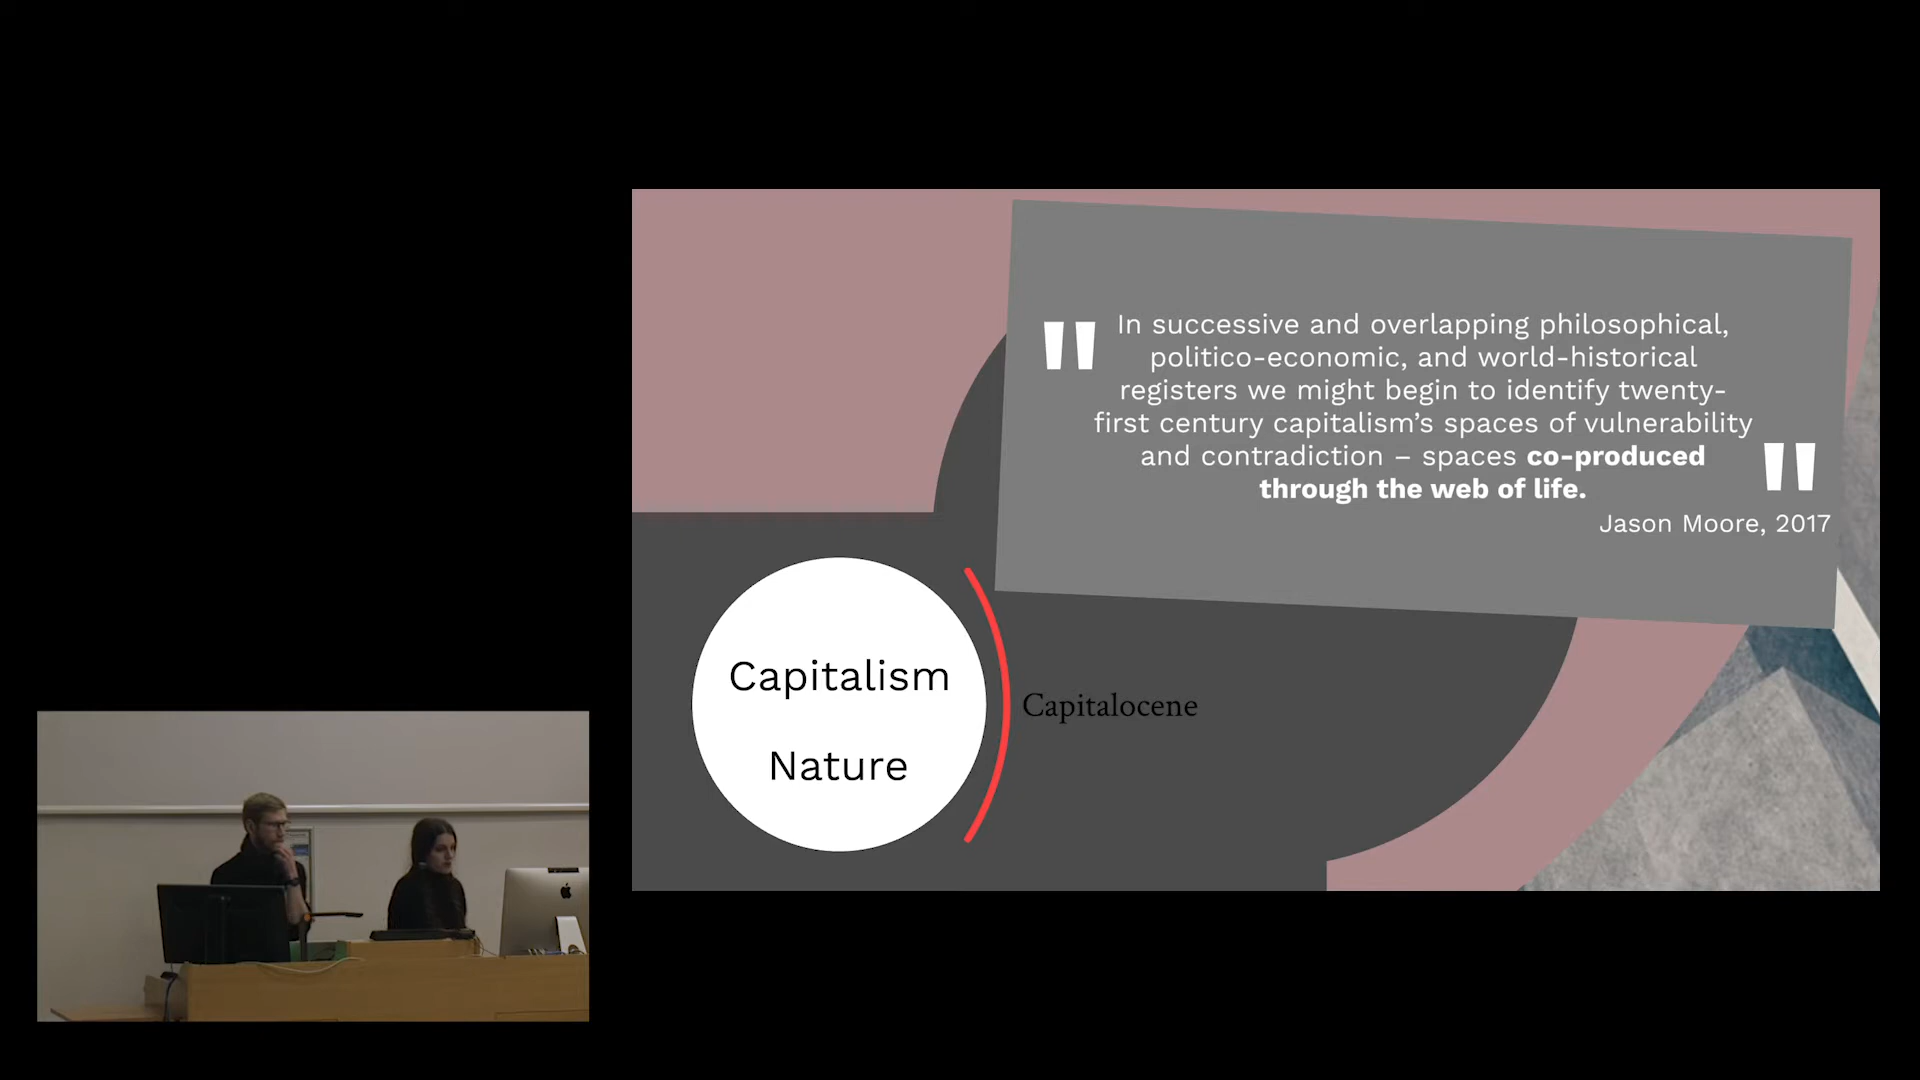 " In successive and overlapping philosophical,
politico-economic, and world-historical
registers we might begin to identify twenty-
first century capitalism’s spaces of vulnerability
and contradiction – spaces co-produced
through the web of life. "
Jason Moore, 2017
Capitalism
Nature
Capitalocene